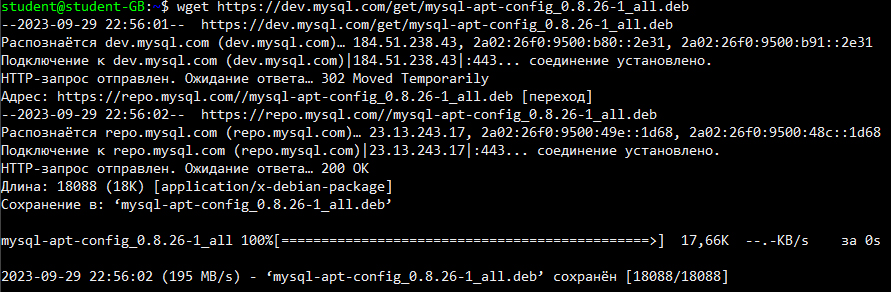 student@student-GB:~$ wget https://dev.mysql.com/get/mysql-apt-config_0.8.26-1_all.deb
--2023-09-29 22:56:01--  https://dev.mysql.com/get/mysql-apt-config_0.8.26-1_all.deb
Распознаётся dev.mysql.com (dev.mysql.com)… 184.51.238.43, 2a02:26f0:9500:b80::2e31, 2a02:26f0:9500:b91::2e31
Подключение к dev.mysql.com (dev.mysql.com)|184.51.238.43|:443... соединение установлено.
HTTP-запрос отправлен. Ожидание ответа… 302 Moved Temporarily
Адрес: https://repo.mysql.com//mysql-apt-config_0.8.26-1_all.deb [переход]
--2023-09-29 22:56:02--  https://repo.mysql.com//mysql-apt-config_0.8.26-1_all.deb
Распознаётся repo.mysql.com (repo.mysql.com)… 23.13.243.17, 2a02:26f0:9500:49e::1d68, 2a02:26f0:9500:48c::1d68
Подключение к repo.mysql.com (repo.mysql.com)|23.13.243.17|:443... соединение установлено.
HTTP-запрос отправлен. Ожидание ответа… 200 OK
Длина: 18088 (18K) [application/x-debian-package]
Сохранение в: ‘mysql-apt-config_0.8.26-1_all.deb’
mysql-apt-config_0.8.26-1_all 100%[==============================================>]  17,66K  --.-KB/s    за 0s
2023-09-29 22:56:02 (195 MB/s) - ‘mysql-apt-config_0.8.26-1_all.deb’ сохранён [18088/18088]